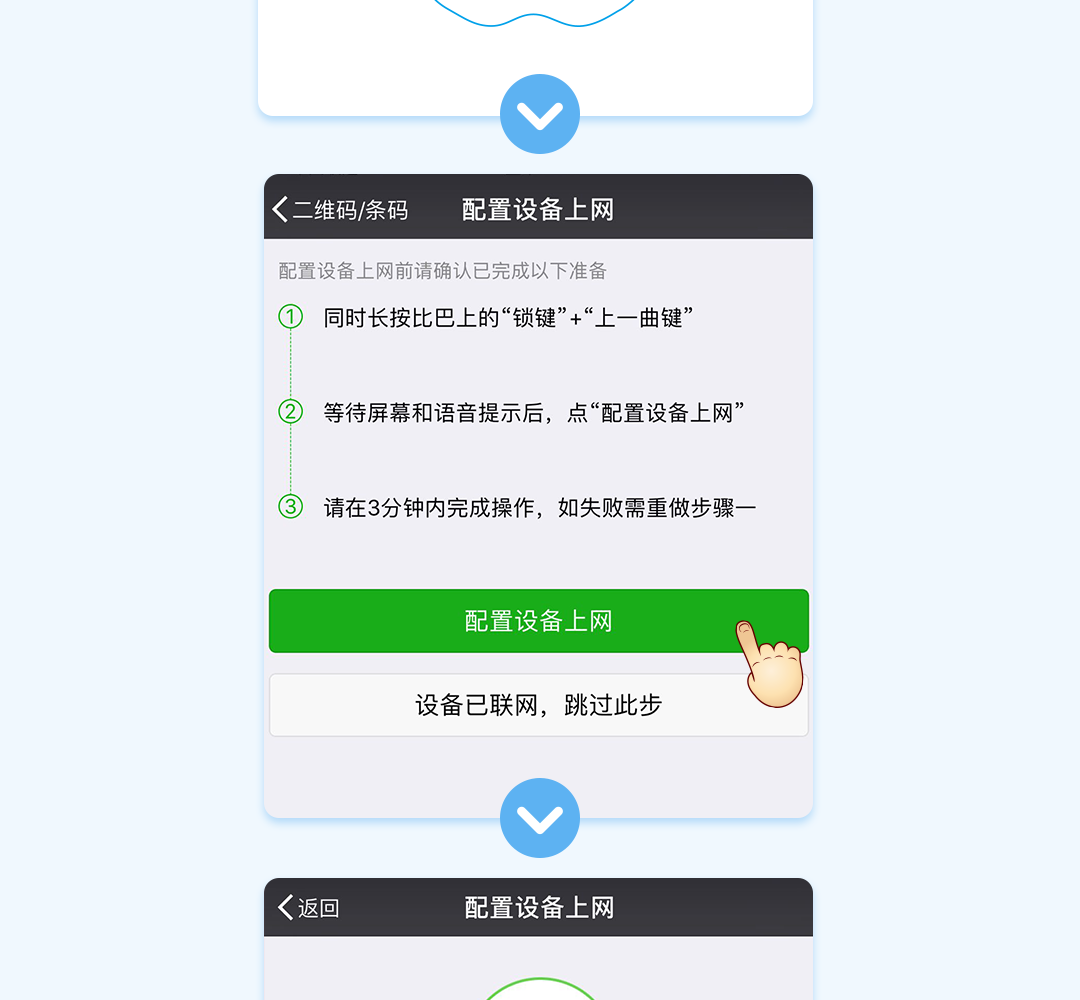 二维码/条码
配置设备上网
配置设备上网前请确认已完成以下准备
1 同时长按比巴上的“锁键”+“上一曲键”
2 等待屏幕和语音提示后，点“配置设备上网”
3 请在3分钟内完成操作，如失败需重做步骤一
配置设备上网
设备已联网，跳过此步
返回
配置设备上网